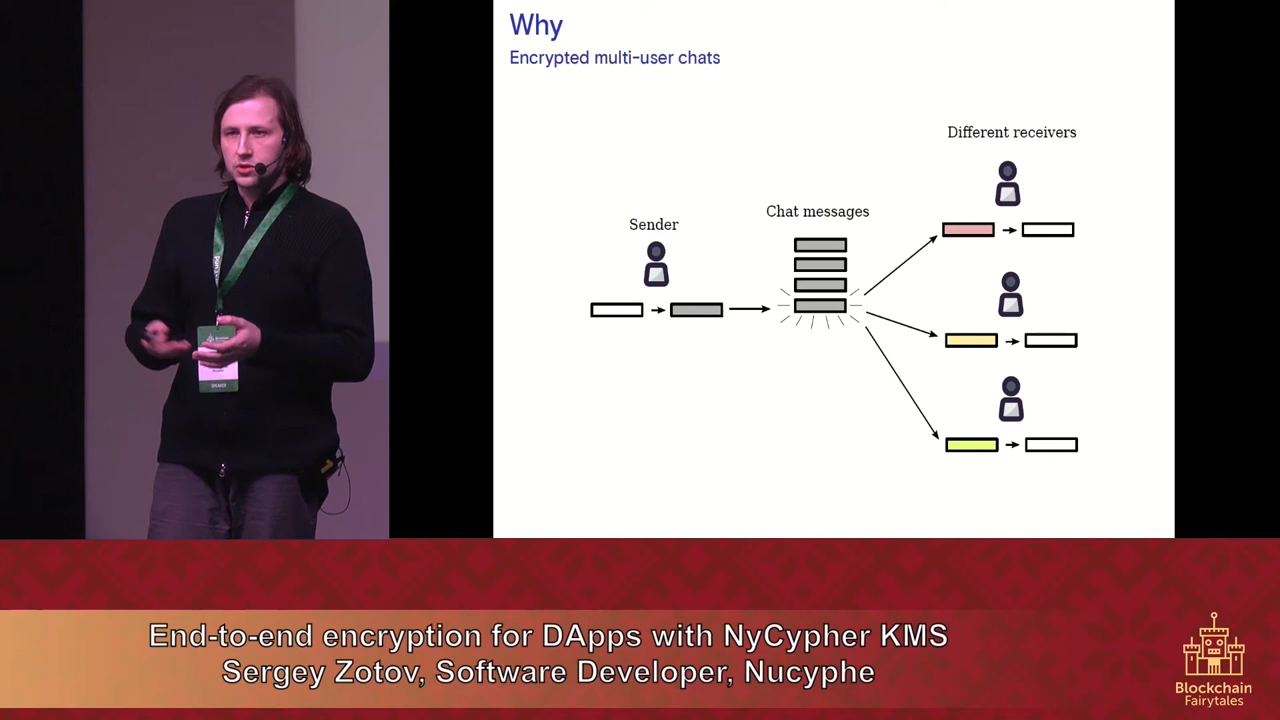 Why
Encrypted multi-user chats
Different receivers
Chat messages
Sender
SPEAKER
End-to-end encryption for DApps with NyCypher KMS
Sergey Zotov, Software Developer, Nucyphe
Blockchain
Fairytales